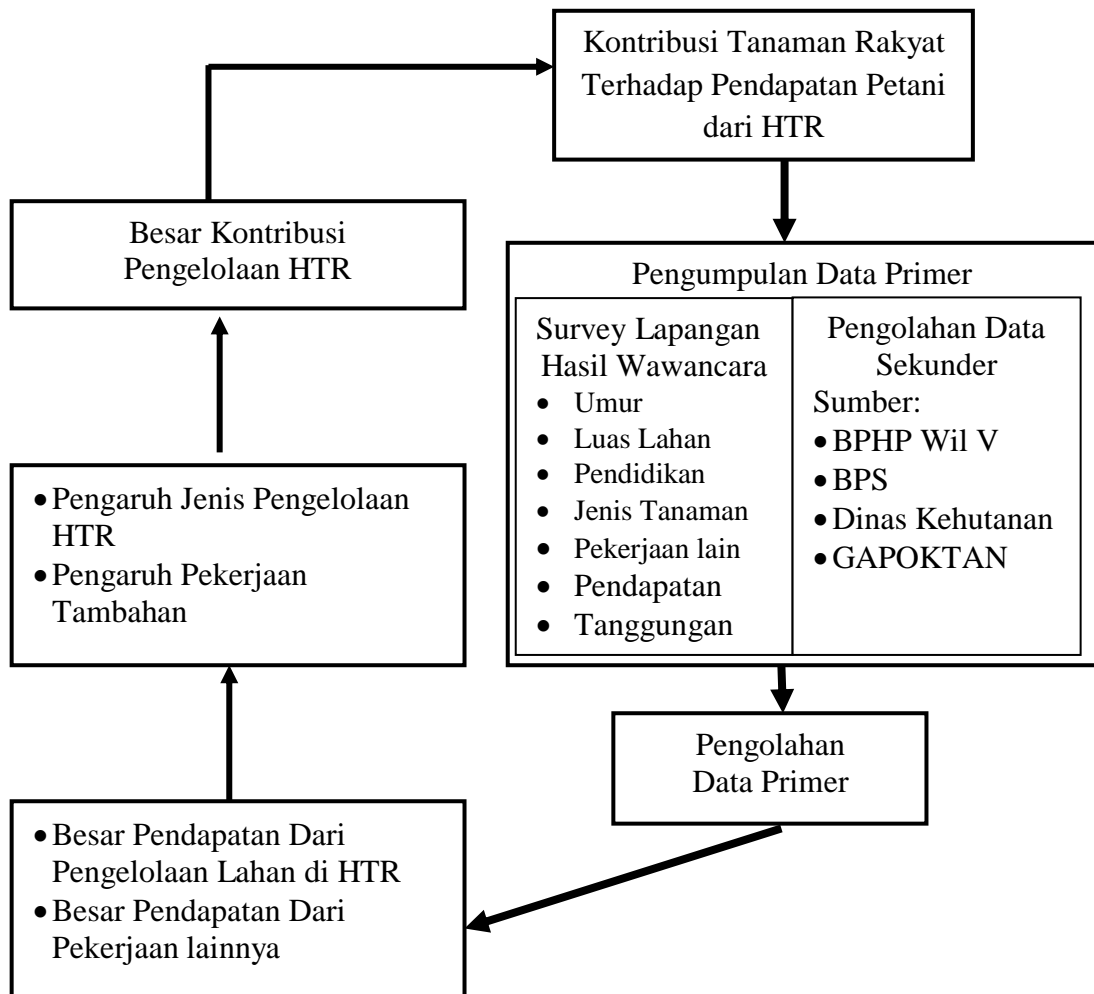 Kontribusi Tanaman Rakyat
Terhadap Pendapatan Petani
dari HTR
Besar Kontribusi
Pengelolaan HTR
Pengumpulan Data Primer
Survey Lapangan
Hasil Wawancara
• Umur
• Luas Lahan
• Pendidikan
• Jenis Tanaman
• Pekerjaan lain
• Pendapatan
• Tanggungan
Pengolahan Data
Sekunder
Sumber:
• BPHP Wil V
• BPS
• Dinas Kehutanan
• GAPOKTAN
• Pengaruh Jenis Pengelolaan
HTR
• Pengaruh Pekerjaan
Tambahan
Pengolahan
Data Primer
• Besar Pendapatan Dari
Pengelolaan Lahan di HTR
• Besar Pendapatan Dari
Pekerjaan lainnya